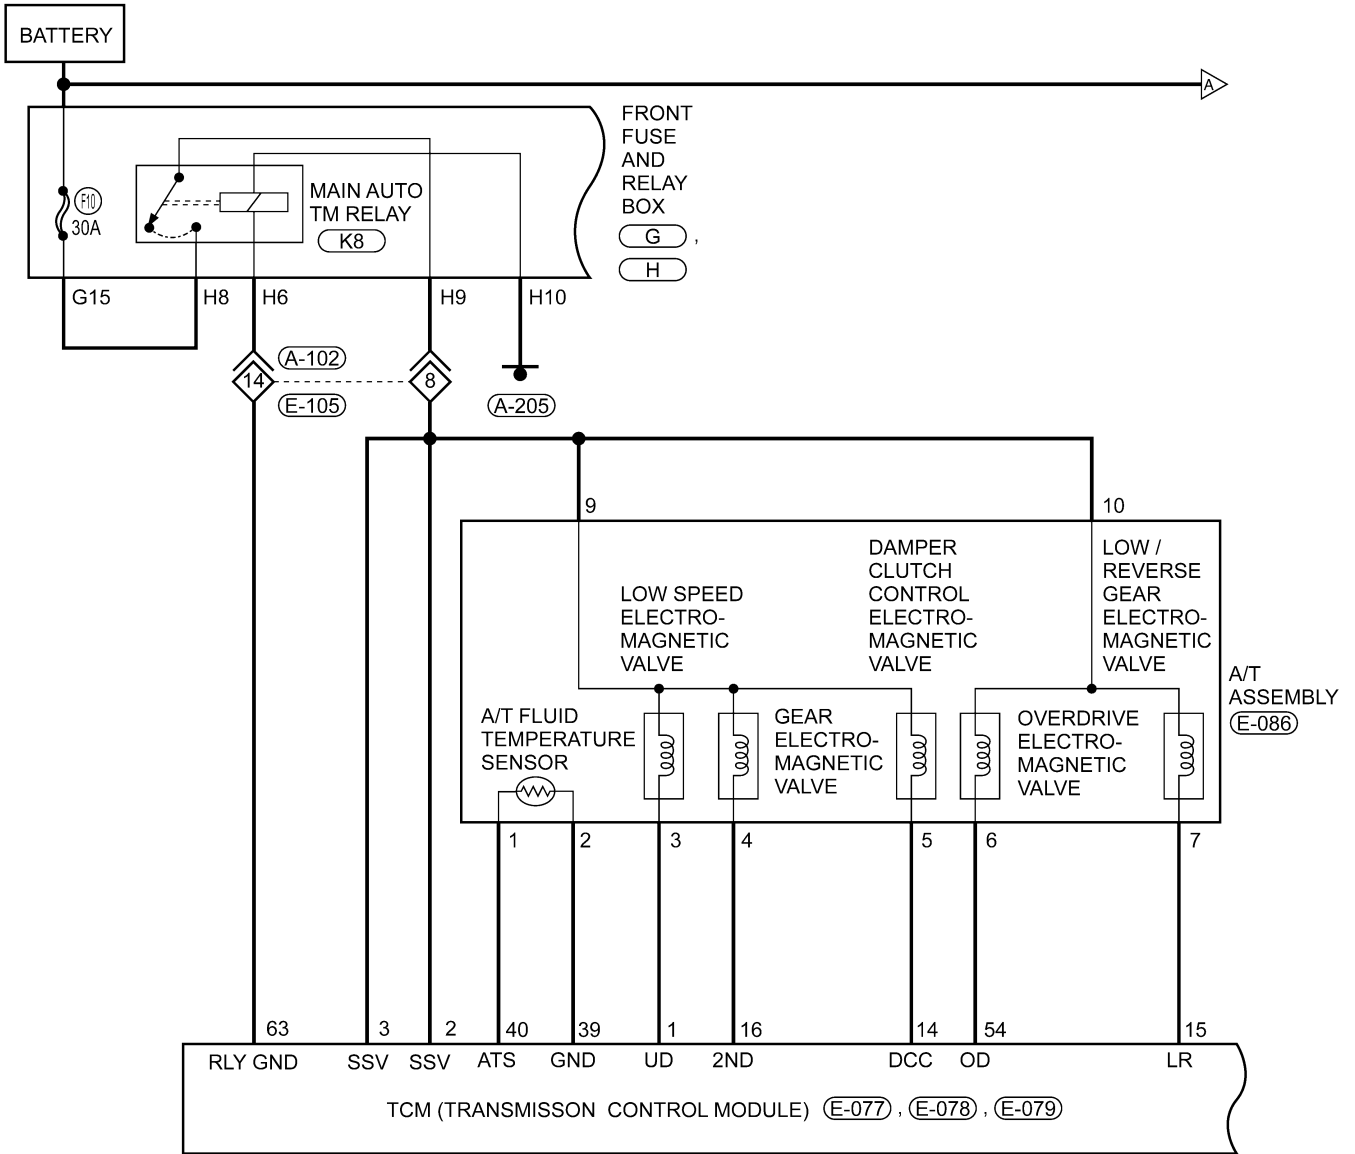 BATTERY
A
FRONT
FUSE
AND
RELAY
BOX
G ,
H
F10
30A
MAIN AUTO
TM RELAY
K8
G15
H8
H6
H9
H10
A-102
14
8
E-105
A-205
9
10
LOW SPEED
ELECTRO-
MAGNETIC
VALVE
DAMPER
CLUTCH
CONTROL
ELECTRO-
MAGNETIC
VALVE
LOW /
REVERSE
GEAR
ELECTRO-
MAGNETIC
VALVE
A/T
ASSEMBLY
E-086
A/T FLUID
TEMPERATURE
SENSOR
GEAR
ELECTRO-
MAGNETIC
VALVE
OVERDRIVE
ELECTRO-
MAGNETIC
VALVE
1
2
3
4
5
6
7
63
3
2
40
39
1
16
14
54
15
RLY GND
SSV
SSV
ATS
GND
UD
2ND
DCC
OD
LR
TCM (TRANSMISSON CONTROL MODULE) E-077 , E-078 , E-079